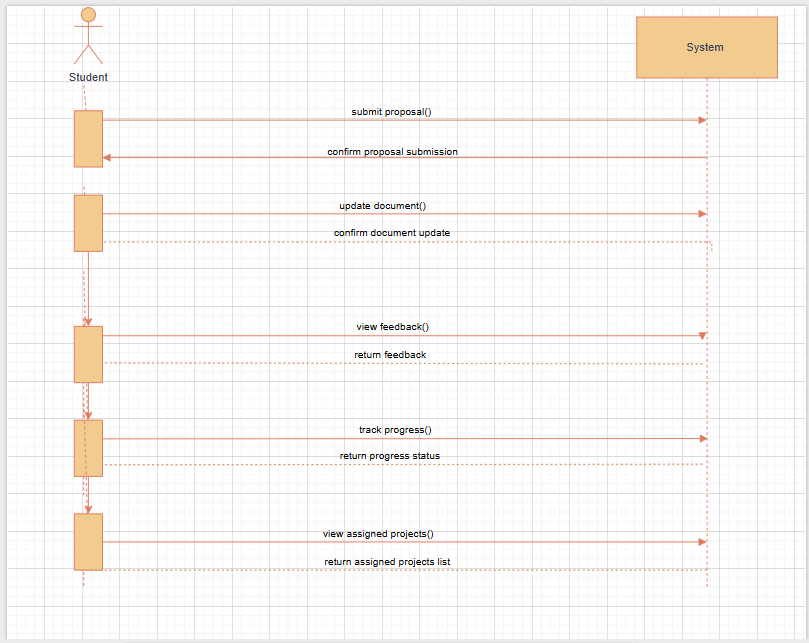 Student
System
submit proposal()
confirm proposal submission
update document()
confirm document update
view feedback()
return feedback
track progress()
return progress status
view assigned projects()
return assigned projects list